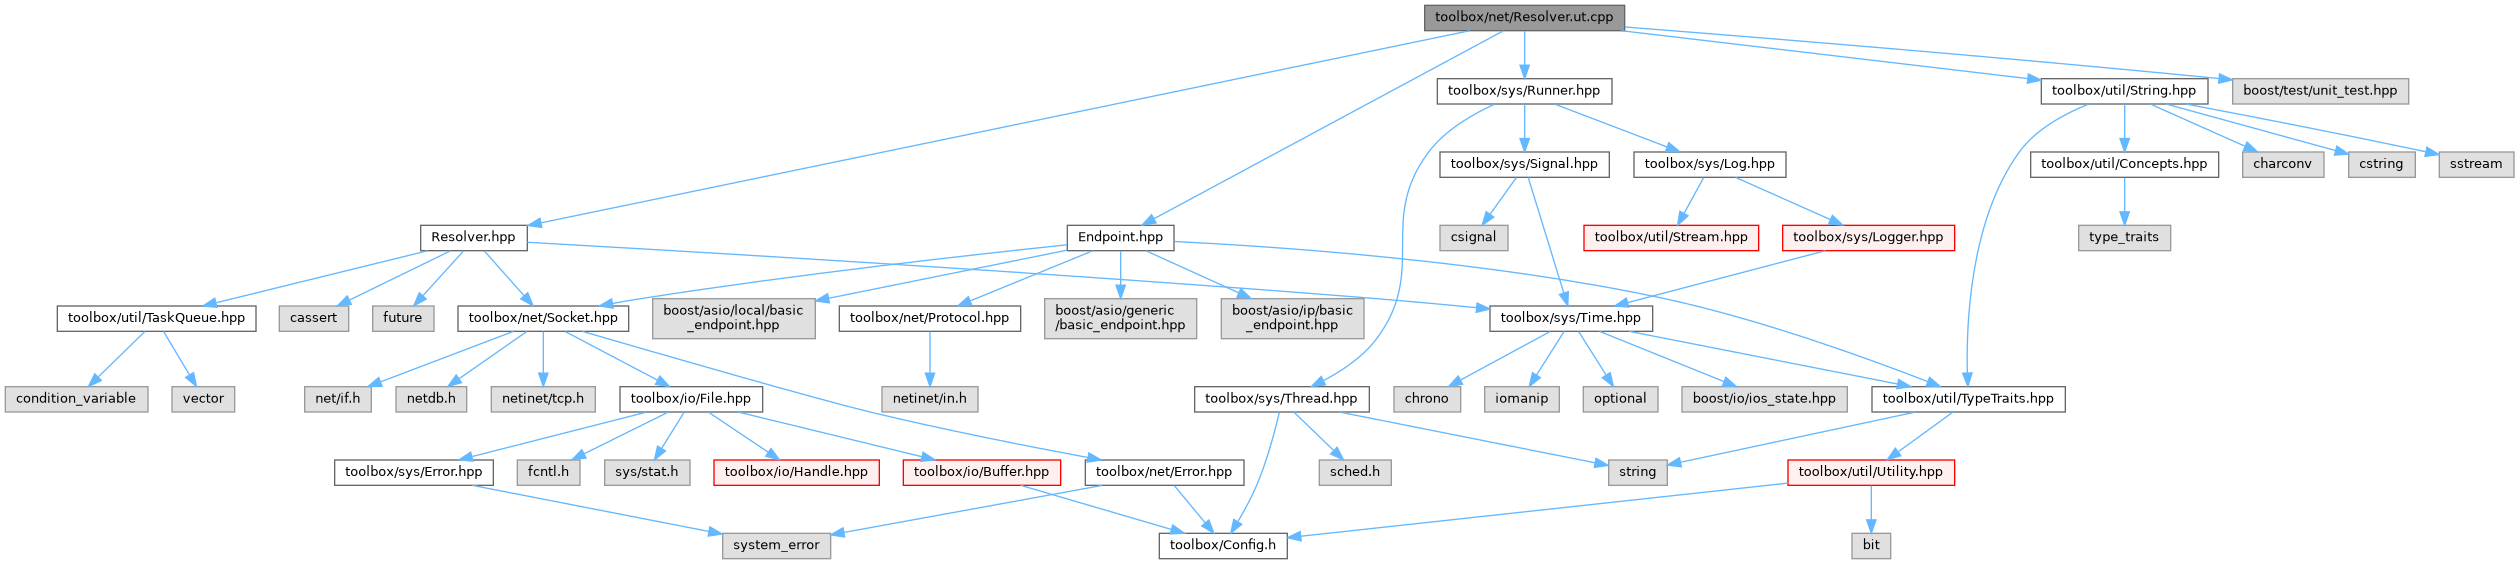 toolbox/net/Resolver.ut.cpp
toolbox/sys/Runner.hpp
toolbox/util/String.hpp
boost/test/unit_test.hpp
toolbox/sys/Signal.hpp
toolbox/sys/Log.hpp
toolbox/util/Concepts.hpp
charconv
cstring
sstream
Resolver.hpp
Endpoint.hpp
csignal
toolbox/util/Stream.hpp
toolbox/sys/Logger.hpp
type_traits
toolbox/util/TaskQueue.hpp
cassert
future
toolbox/net/Socket.hpp
boost/asio/local/basic
_endpoint.hpp
toolbox/net/Protocol.hpp
boost/asio/generic
/basic_endpoint.hpp
boost/asio/ip/basic
_endpoint.hpp
toolbox/sys/Time.hpp
condition_variable
vector
net/if.h
netdb.h
netinet/tcp.h
toolbox/io/File.hpp
netinet/in.h
toolbox/sys/Thread.hpp
chrono
iomanip
optional
boost/io/ios_state.hpp
toolbox/util/TypeTraits.hpp
toolbox/sys/Error.hpp
fcntl.h
sys/stat.h
toolbox/io/Handle.hpp
toolbox/io/Buffer.hpp
toolbox/net/Error.hpp
sched.h
string
toolbox/util/Utility.hpp
system_error
toolbox/Config.h
bit